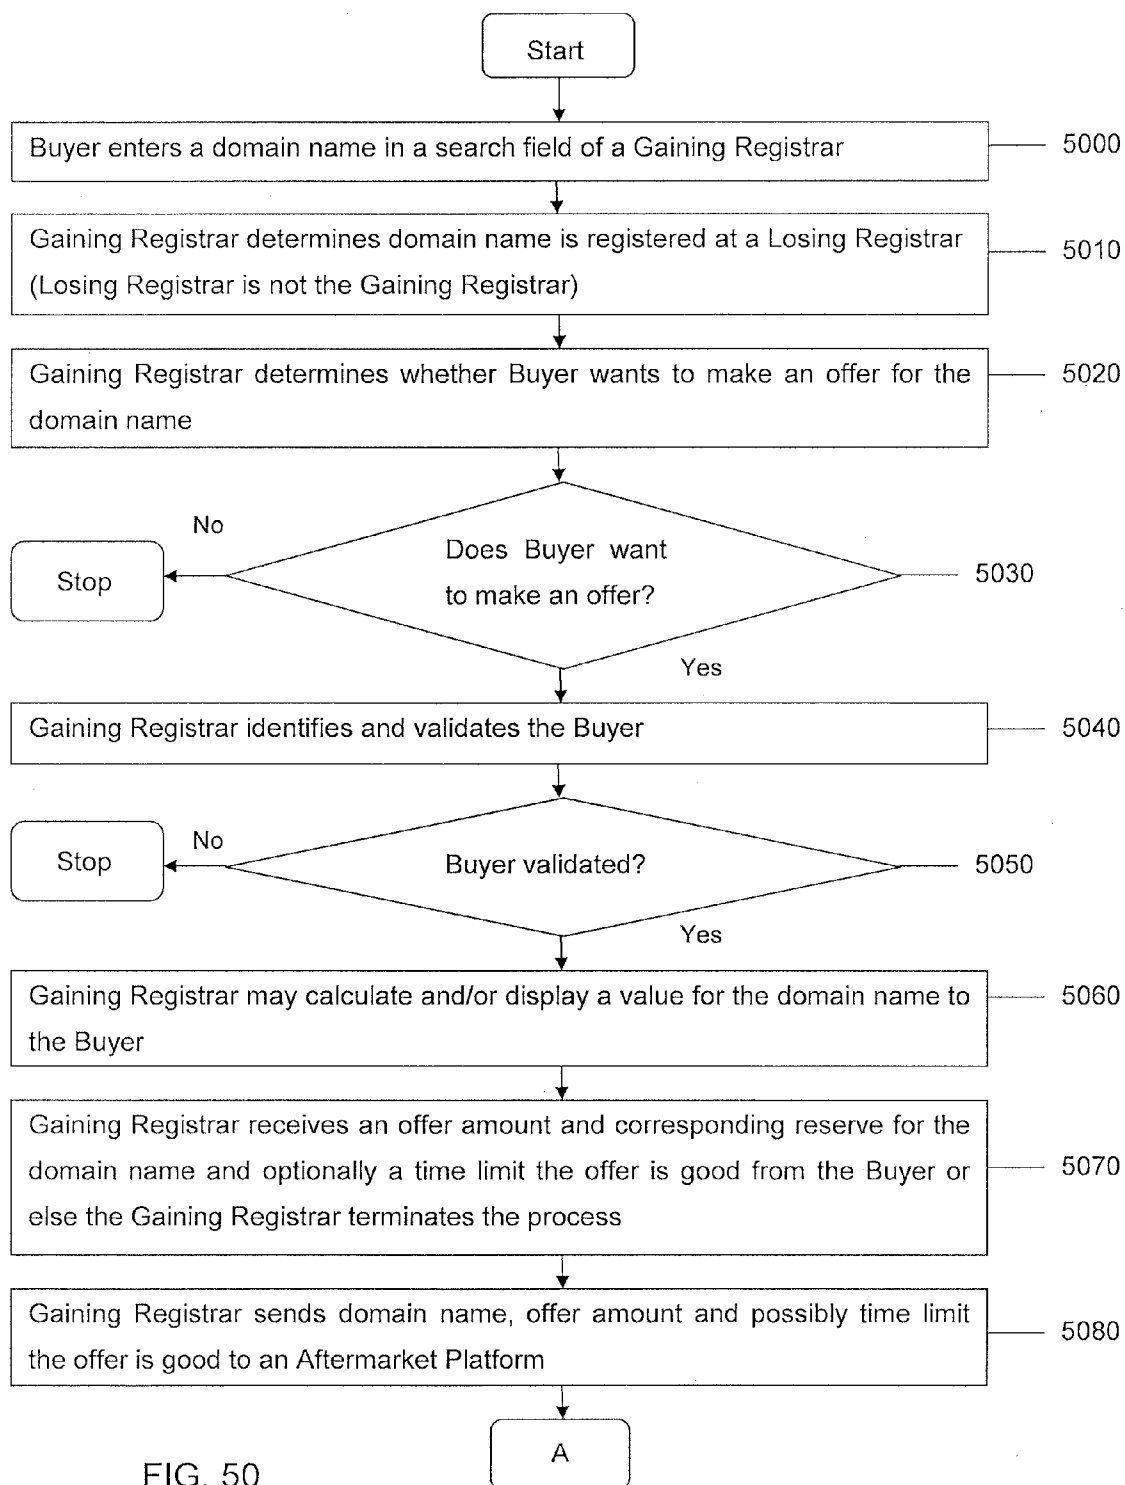 Start
Buyer enters a domain name in a search field of a Gaining Registrar
5000
Gaining Registrar determines domain name is registered at a Losing Registrar
(Losing Registrar is not the Gaining Registrar)
5010
Gaining Registrar determines whether Buyer wants to make an offer for the
domain name
5020
No
Stop
Does Buyer want
to make an offer?
5030
Yes
Gaining Registrar identifies and validates the Buyer
5040
No
Stop
Buyer validated?
5050
Yes
Gaining Registrar may calculate and/or display a value for the domain name to
the Buyer
5060
Gaining Registrar receives an offer amount and corresponding reserve for the
domain name and optionally a time limit the offer is good from the Buyer or
else the Gaining Registrar terminates the process
5070
Gaining Registrar sends domain name, offer amount and possibly time limit
the offer is good to an Aftermarket Platform
5080
A
FIG. 50